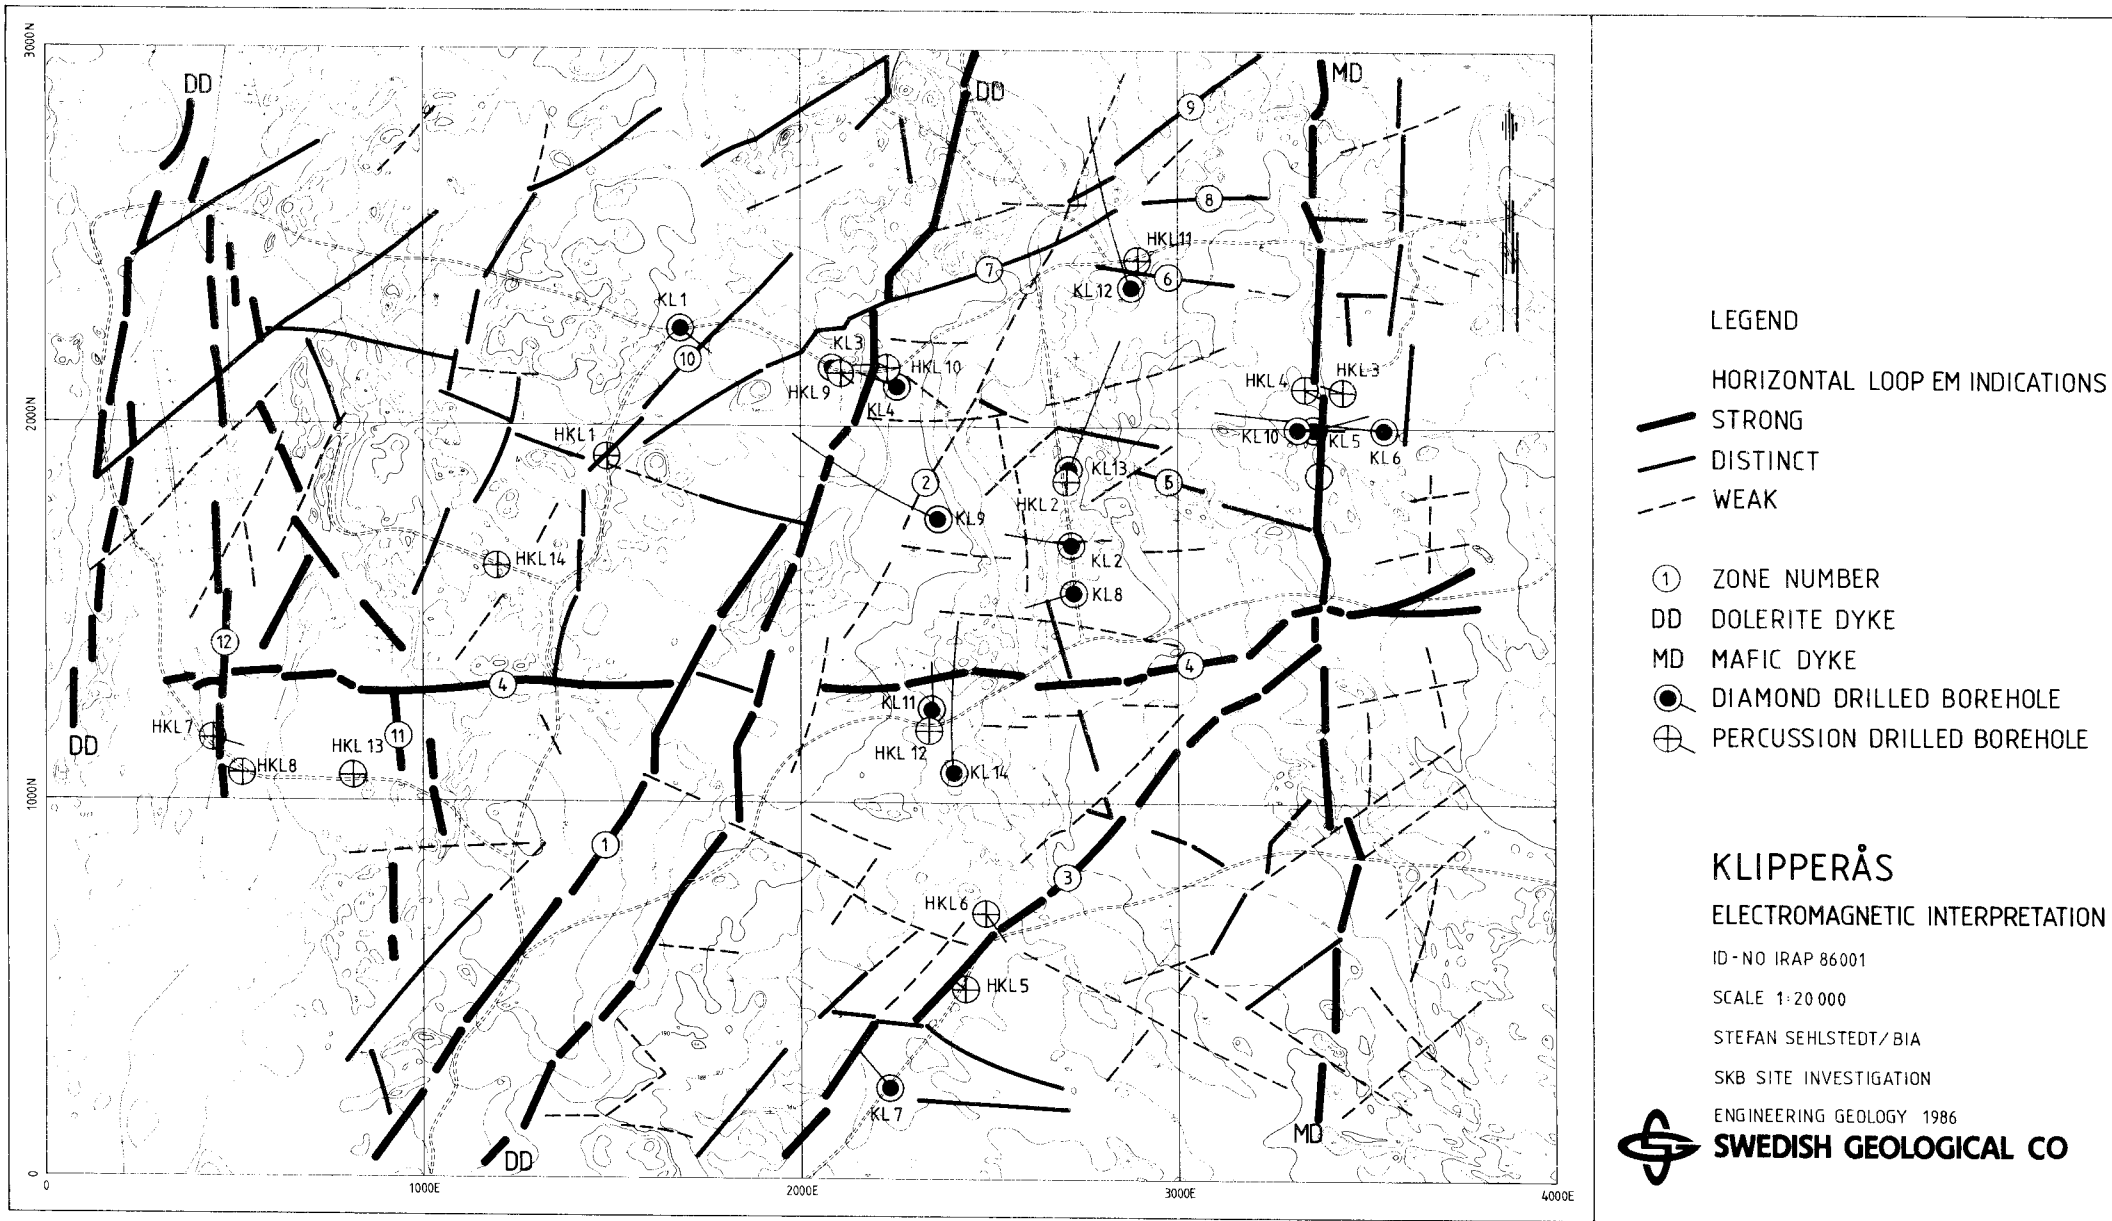 3000N
DD
DD
MD
9
8
HKL11
7
6
KL12
KL1
10
KL3
HKL10
HKL9
KL4
HKL4
HKL3
2000N
HKL1
KL10
KL5
KL6
KL13
2
5
HKL2
KL9
HKL14
KL2
KL8
12
4
4
KL11
HKL7
11
HKL 13
HKL 12
DD
HKL8
KL14
1000N
1
3
HKL6
HKL5
KL7
MD
DD
0
0
1000E
2000E
3000E
4000E
LEGEND
HORIZONTAL LOOP EM INDICATIONS
STRONG
DISTINCT
WEAK
1 ZONE NUMBER
DD DOLERITE DYKE
MD MAFIC DYKE
DIAMOND DRILLED BOREHOLE
PERCUSSION DRILLED BOREHOLE
KLIPPERÅS
ELECTROMAGNETIC INTERPRETATION
ID-NO IRAP 86001
SCALE 1:20 000
STEFAN SEHLSTEDT/BIA
SKB SITE INVESTIGATION
ENGINEERING GEOLOGY 1986
SWEDISH GEOLOGICAL CO